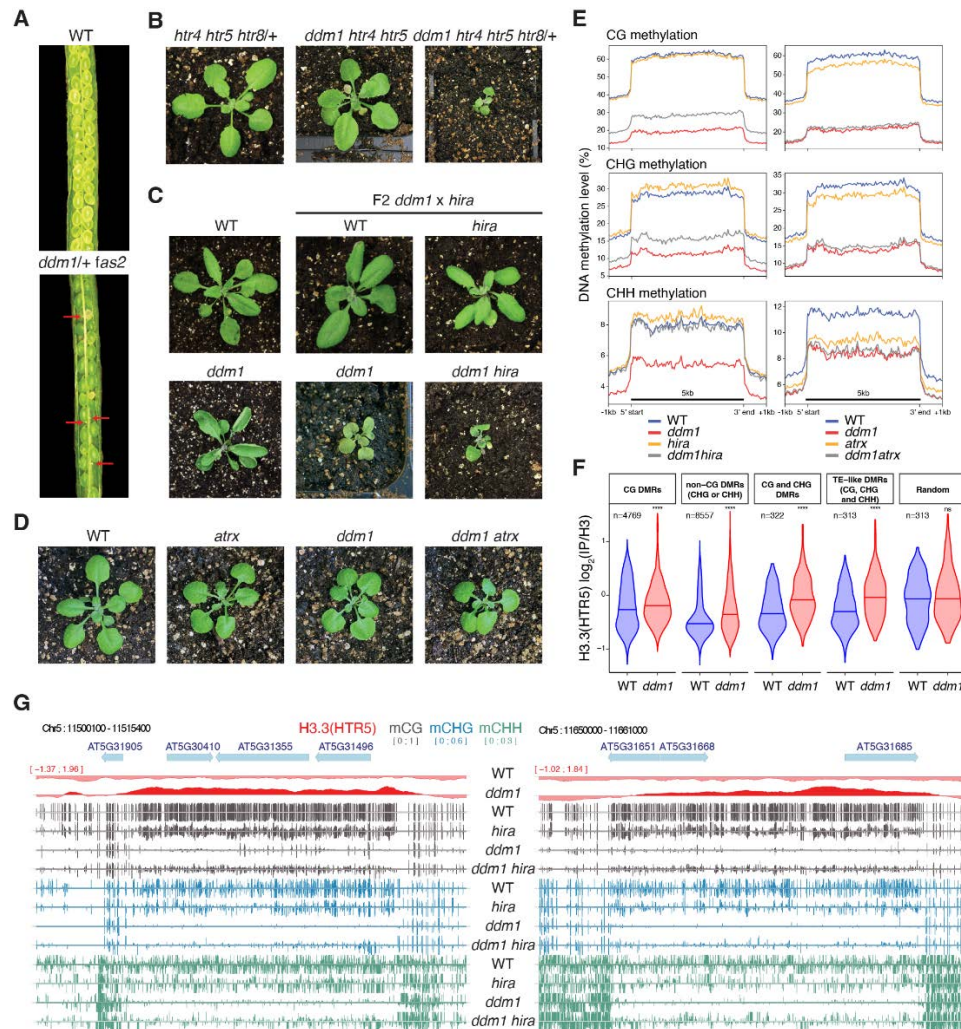 A
WT
ddm1/+ fas2
B
htr4 htr5 htr8/+
ddm1 htr4 htr5
ddm1 htr4 htr5 htr8/+
C
F2 ddm1 x hira
WT
WT
hira
ddm1
ddm1
ddm1 hira
D
WT
atrx
ddm1
ddm1 atrx
E
CG methylation
60
50
40
30
20
60
50
40
30
20
CHG methylation
30
25
20
15
10
5
35
30
25
20
15
10
CHH methylation
8
6
4
12
10
8
6
4
DNA methylation level (%)
5kb
5kb
-1kb 5' start 3' end +1kb
-1kb 5' start 3' end +1kb
WT
ddm1
hira
ddm1hira
WT
ddm1
atrx
ddm1atrx
F
CG DMRs
non-CG DMRs
(CHG or CHH)
CG and CHG
DMRs
TE-like DMRs
(CG, CHG
and CHH)
Random
n=4769
****
n=6557
****
n=322
****
n=313
****
n=313
ns
H3.3(HTR5) log2(IP/H3)
1
0
−1
WT ddm1
WT ddm1
WT ddm1
WT ddm1
WT ddm1
G
Chr5 : 11500100 - 11515400
H3.3(HTR5)
mCG
[0 ; 1]
mCHG
[0 ; 0.6]
mCHH
[0 ; 0.3]
Chr5 : 11650000 - 11661000
AT5G31905
AT5G30410
AT5G31355
AT5G31496
AT5G31651
AT5G31668
AT5G31685
[ −1.37 ; 1.96 ]
[ −1.02 ; 1.84 ]
WT
ddm1
WT
hira
ddm1
ddm1 hira
WT
hira
ddm1
ddm1 hira
WT
hira
ddm1
ddm1 hira